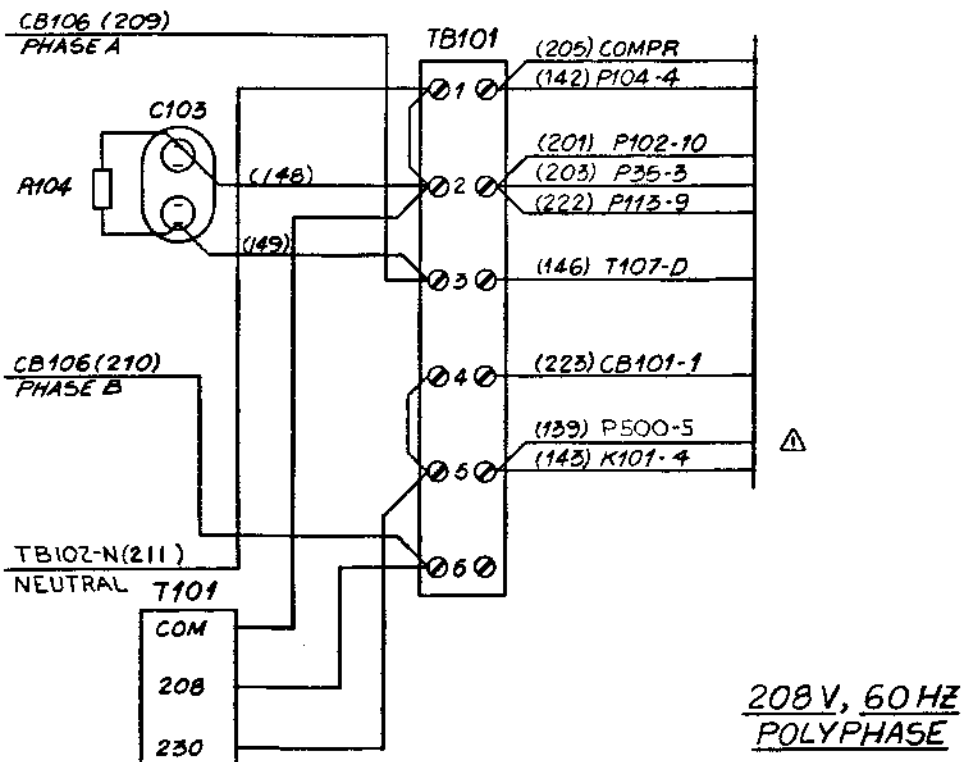 CB106 (209)
PHASE A
TB101
(205) COMPR
1
(142) P104-4
C103
(201) P102-10
R104
(148)
2
(203) P35-3
(222) P113-9
(149)
3
(146) T107-D
CB106 (210)
PHASE B
4
(223) CB101-1
(139) P500-5
5
(143) K101-4
TB102-N(211)
6
NEUTRAL
T101
COM
208
230
208 V, 60 HZ
POLYPHASE